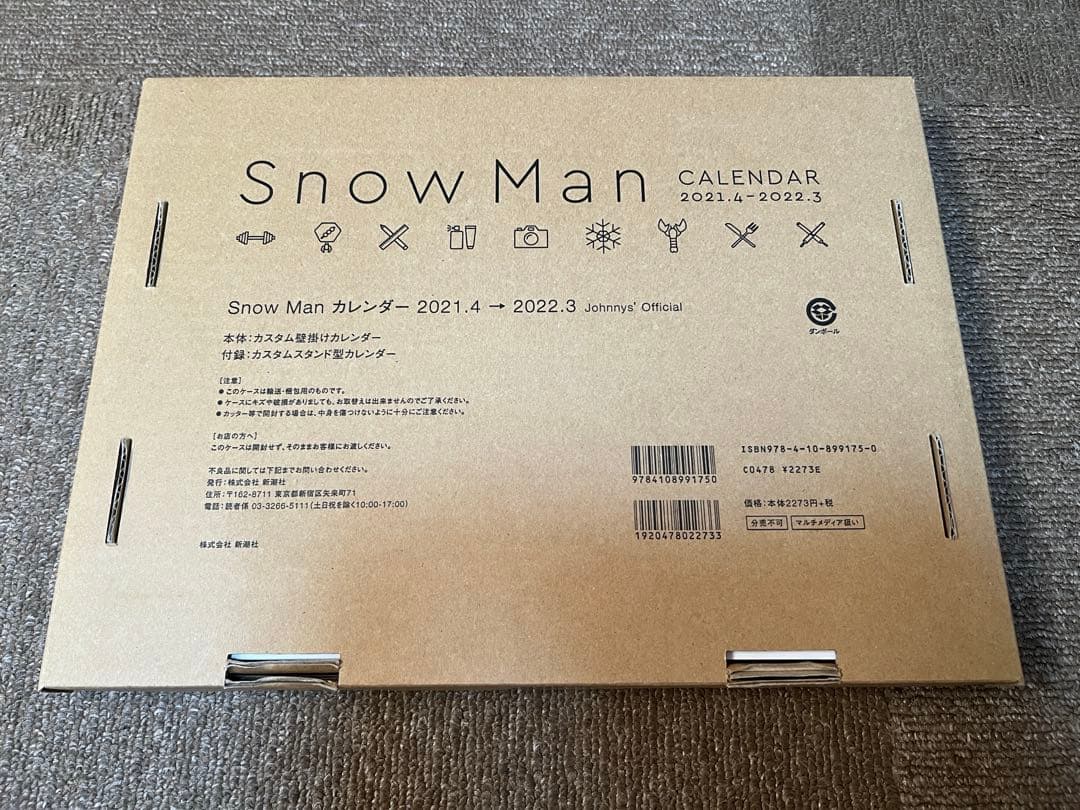 Snow Man CALENDAR
2021.4-2022.3
Snow Man カレンダー 2021.4 → 2022.3 Johnnys' Official
ダンボール
本体：カスタム壁掛けカレンダー
付録：カスタムスタンド型カレンダー
［注意］
●このケースは輸送・梱包用のものです。
●ケースにキズや破損がありましても、お取替えは出来ませんのでご了承ください。
●カッター等で開封する場合は、中身を傷つけないように十分にご注意ください。
［お店の方へ］
このケースは開封せず、そのままお客様にお渡しください。
不良品に関しては下記までお問い合わせください。
発行：株式会社 新潮社
住所：〒162-8711 東京都新宿区矢来町71
電話：読者係 03-3266-5111（土日祝を除く10:00-17:00）
株式会社 新潮社
9784108991750
1920478022733
ISBN978-4-10-899175-0
C0478 ¥2273E
価格：本体2273円＋税
分売不可 マルチメディア扱い